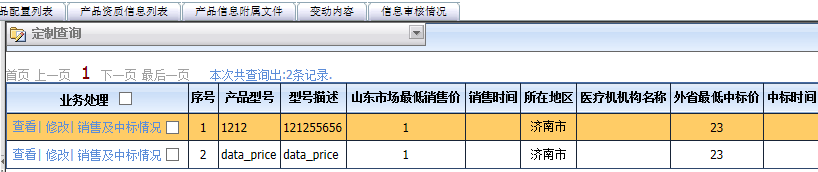 品配置列表 产品资质信息列表 产品信息附属文件 变动内容 信息审核情况
定制查询
首页 上一页 1 下一页 最后一页 本次共查询出:2条记录.
业务处理 序号 产品型号 型号描述 山东市场最低销售价 销售时间 所在地区 医疗机机构名称 外省最低中标价 中标时间
查看| 修改| 销售及中标情况 1 1212 121255656 1 济南市 23
查看| 修改| 销售及中标情况 2 data_price data_price 1 济南市 23